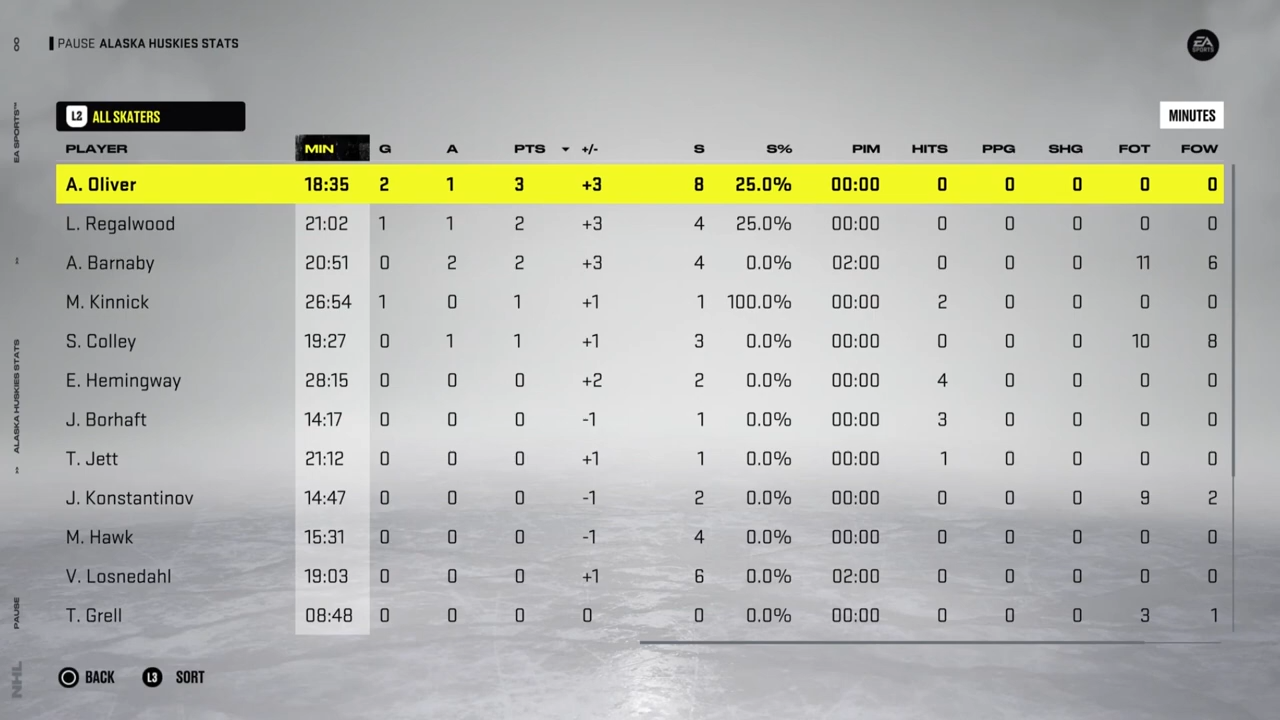 PAUSE ALASKA HUSKIES STATS
EA SPORTS
L2 ALL SKATERS
MINUTES
PLAYER MIN G A PTS +/- S S% PIM HITS PPG SHG FOT FOW
A. Oliver 18:35 2 1 3 +3 8 25.0% 00:00 0 0 0 0 0
L. Regalwood 21:02 1 1 2 +3 4 25.0% 00:00 0 0 0 0 0
A. Barnaby 20:51 0 2 2 +3 4 0.0% 02:00 0 0 0 11 6
M. Kinnick 26:54 1 0 1 +1 1 100.0% 00:00 2 0 0 0 0
S. Colley 19:27 0 1 1 +1 3 0.0% 00:00 0 0 0 10 8
E. Hemingway 28:15 0 0 0 +2 2 0.0% 00:00 4 0 0 0 0
J. Borhaft 14:17 0 0 0 -1 1 0.0% 00:00 3 0 0 0 0
T. Jett 21:12 0 0 0 +1 1 0.0% 00:00 1 0 0 0 0
J. Konstantinov 14:47 0 0 0 -1 2 0.0% 00:00 0 0 0 9 2
M. Hawk 15:31 0 0 0 -1 4 0.0% 00:00 0 0 0 0 0
V. Losnedahl 19:03 0 0 0 +1 6 0.0% 02:00 0 0 0 0 0
T. Grell 08:48 0 0 0 0 0 0.0% 00:00 0 0 0 3 1
BACK L3 SORT
EA SPORTS™
ALASKA HUSKIES STATS
PAUSE
NHL